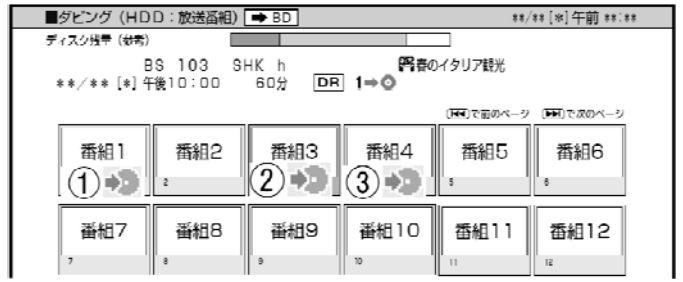 ■ダビング (HDD：放送番組) ➡ BD **/** [*] 午前 **:**
ディスク残量 (参考)
BS 103 SHK h 春のイタリア観光
**/** [*] 午後10:00 60分 DR 1➡
(⏮)で前のページ (⏭)で次のページ
番組1 番組2 番組3 番組4 番組5 番組6
① 2 ② ③ 5 6
番組7 番組8 番組9 番組10 番組11 番組12
7 8 9 10 11 12